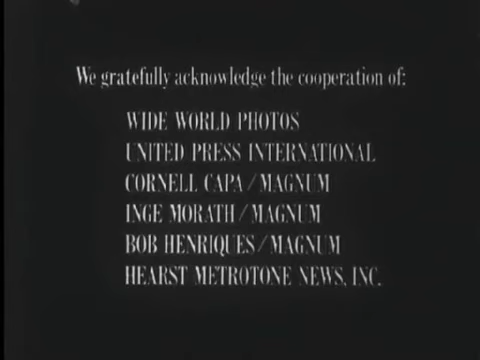 We gratefully acknowledge the cooperation of:
WIDE WORLD PHOTOS
UNITED PRESS INTERNATIONAL
CORNELL CAPA/MAGNUM
INGE MORATH/MAGNUM
BOB HENRIQUES/MAGNUM
HEARST METROTONE NEWS, INC.